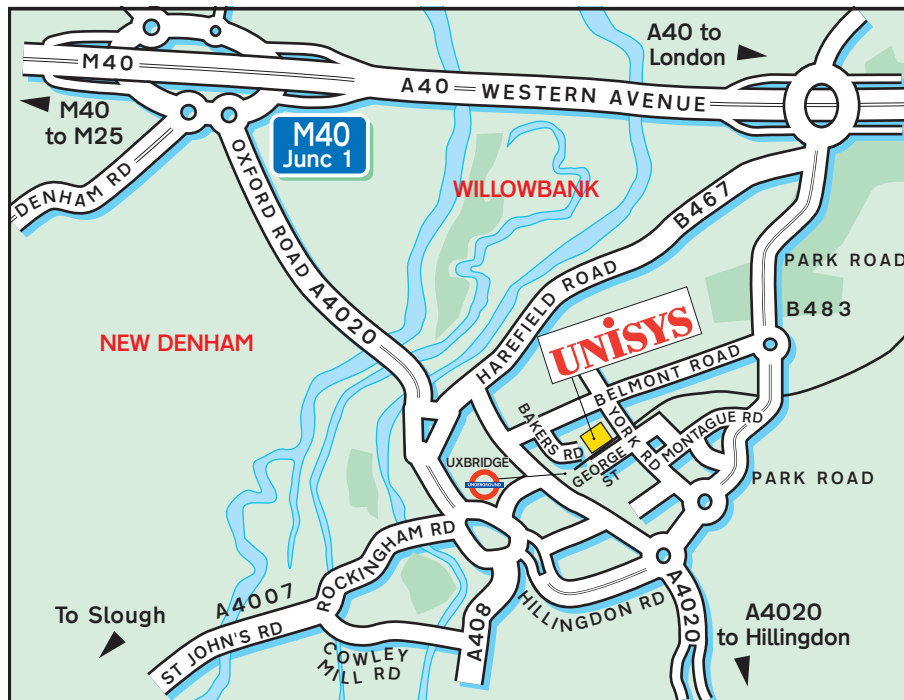 A40 to
London
M40
A40
WESTERN AVENUE
M40
to M25
M40
Junc 1
DENHAM RD
OXFORD ROAD A4020
WILLOWBANK
B467
HAREFIELD ROAD
PARK ROAD
B483
NEW DENHAM
UNiSYS
BELMONT ROAD
BAKERS RD
YORK RD
MONTAGUE RD
GEORGE
ST
UXBRIDGE
UNDERGROUND
PARK ROAD
ROCKINGHAM RD
A4007
HILLINGDON RD
A4020
To Slough
ST JOHN'S RD
COWLEY
MILL RD
A408
A4020
to Hillingdon